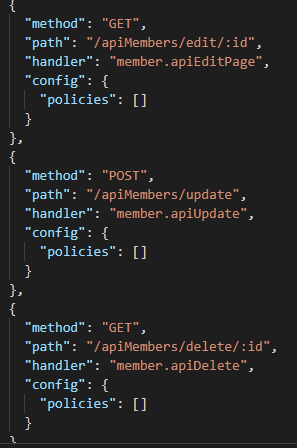 {
"method": "GET",
"path": "/apiMembers/edit/:id",
"handler": "member.apiEditPage",
"config": {
"policies": []
}
},
{
"method": "POST",
"path": "/apiMembers/update",
"handler": "member.apiUpdate",
"config": {
"policies": []
}
},
{
"method": "GET",
"path": "/apiMembers/delete/:id",
"handler": "member.apiDelete",
"config": {
"policies": []
}
}